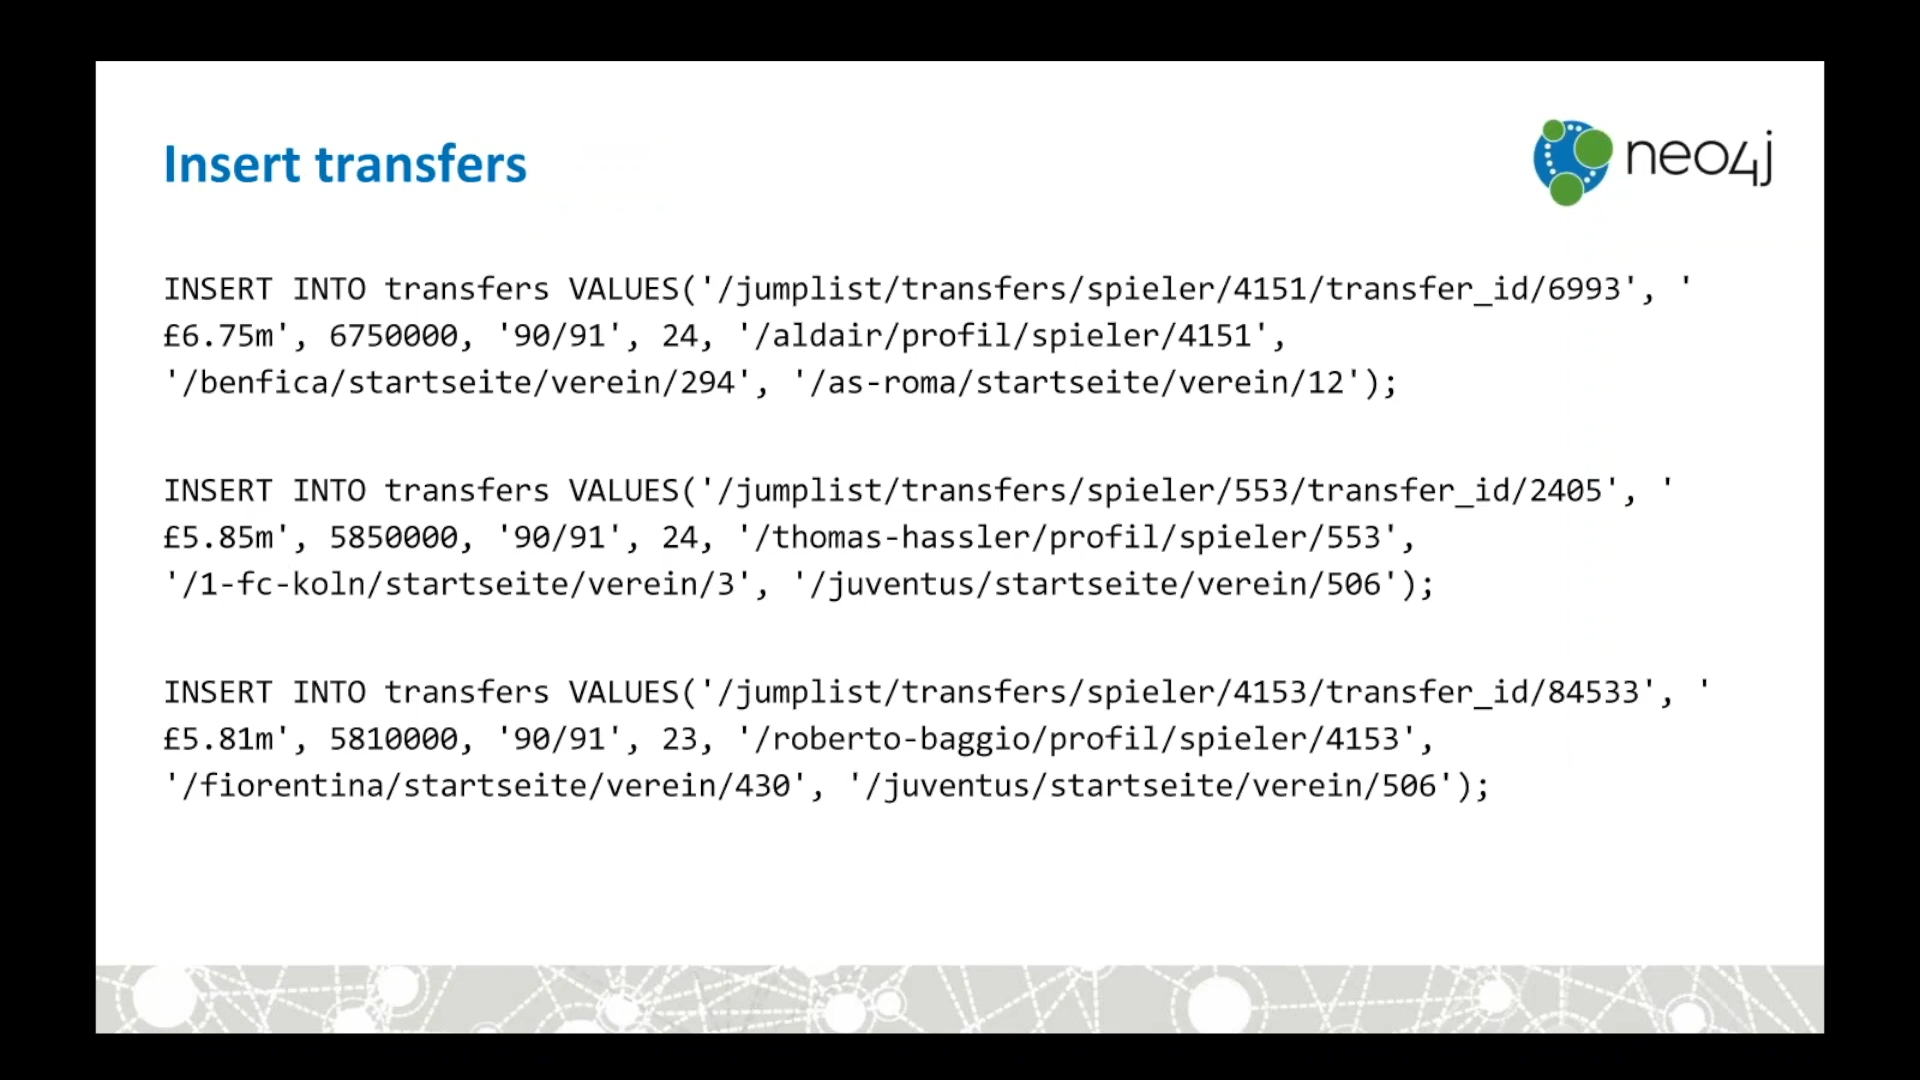 Insert transfers
neo4j
INSERT INTO transfers VALUES('/jumplist/transfers/spieler/4151/transfer_id/6993', '
£6.75m', 6750000, '90/91', 24, '/aldair/profil/spieler/4151',
'/benfica/startseite/verein/294', '/as-roma/startseite/verein/12');
INSERT INTO transfers VALUES('/jumplist/transfers/spieler/553/transfer_id/2405', '
£5.85m', 5850000, '90/91', 24, '/thomas-hassler/profil/spieler/553',
'/1-fc-koln/startseite/verein/3', '/juventus/startseite/verein/506');
INSERT INTO transfers VALUES('/jumplist/transfers/spieler/4153/transfer_id/84533', '
£5.81m', 5810000, '90/91', 23, '/roberto-baggio/profil/spieler/4153',
'/fiorentina/startseite/verein/430', '/juventus/startseite/verein/506');